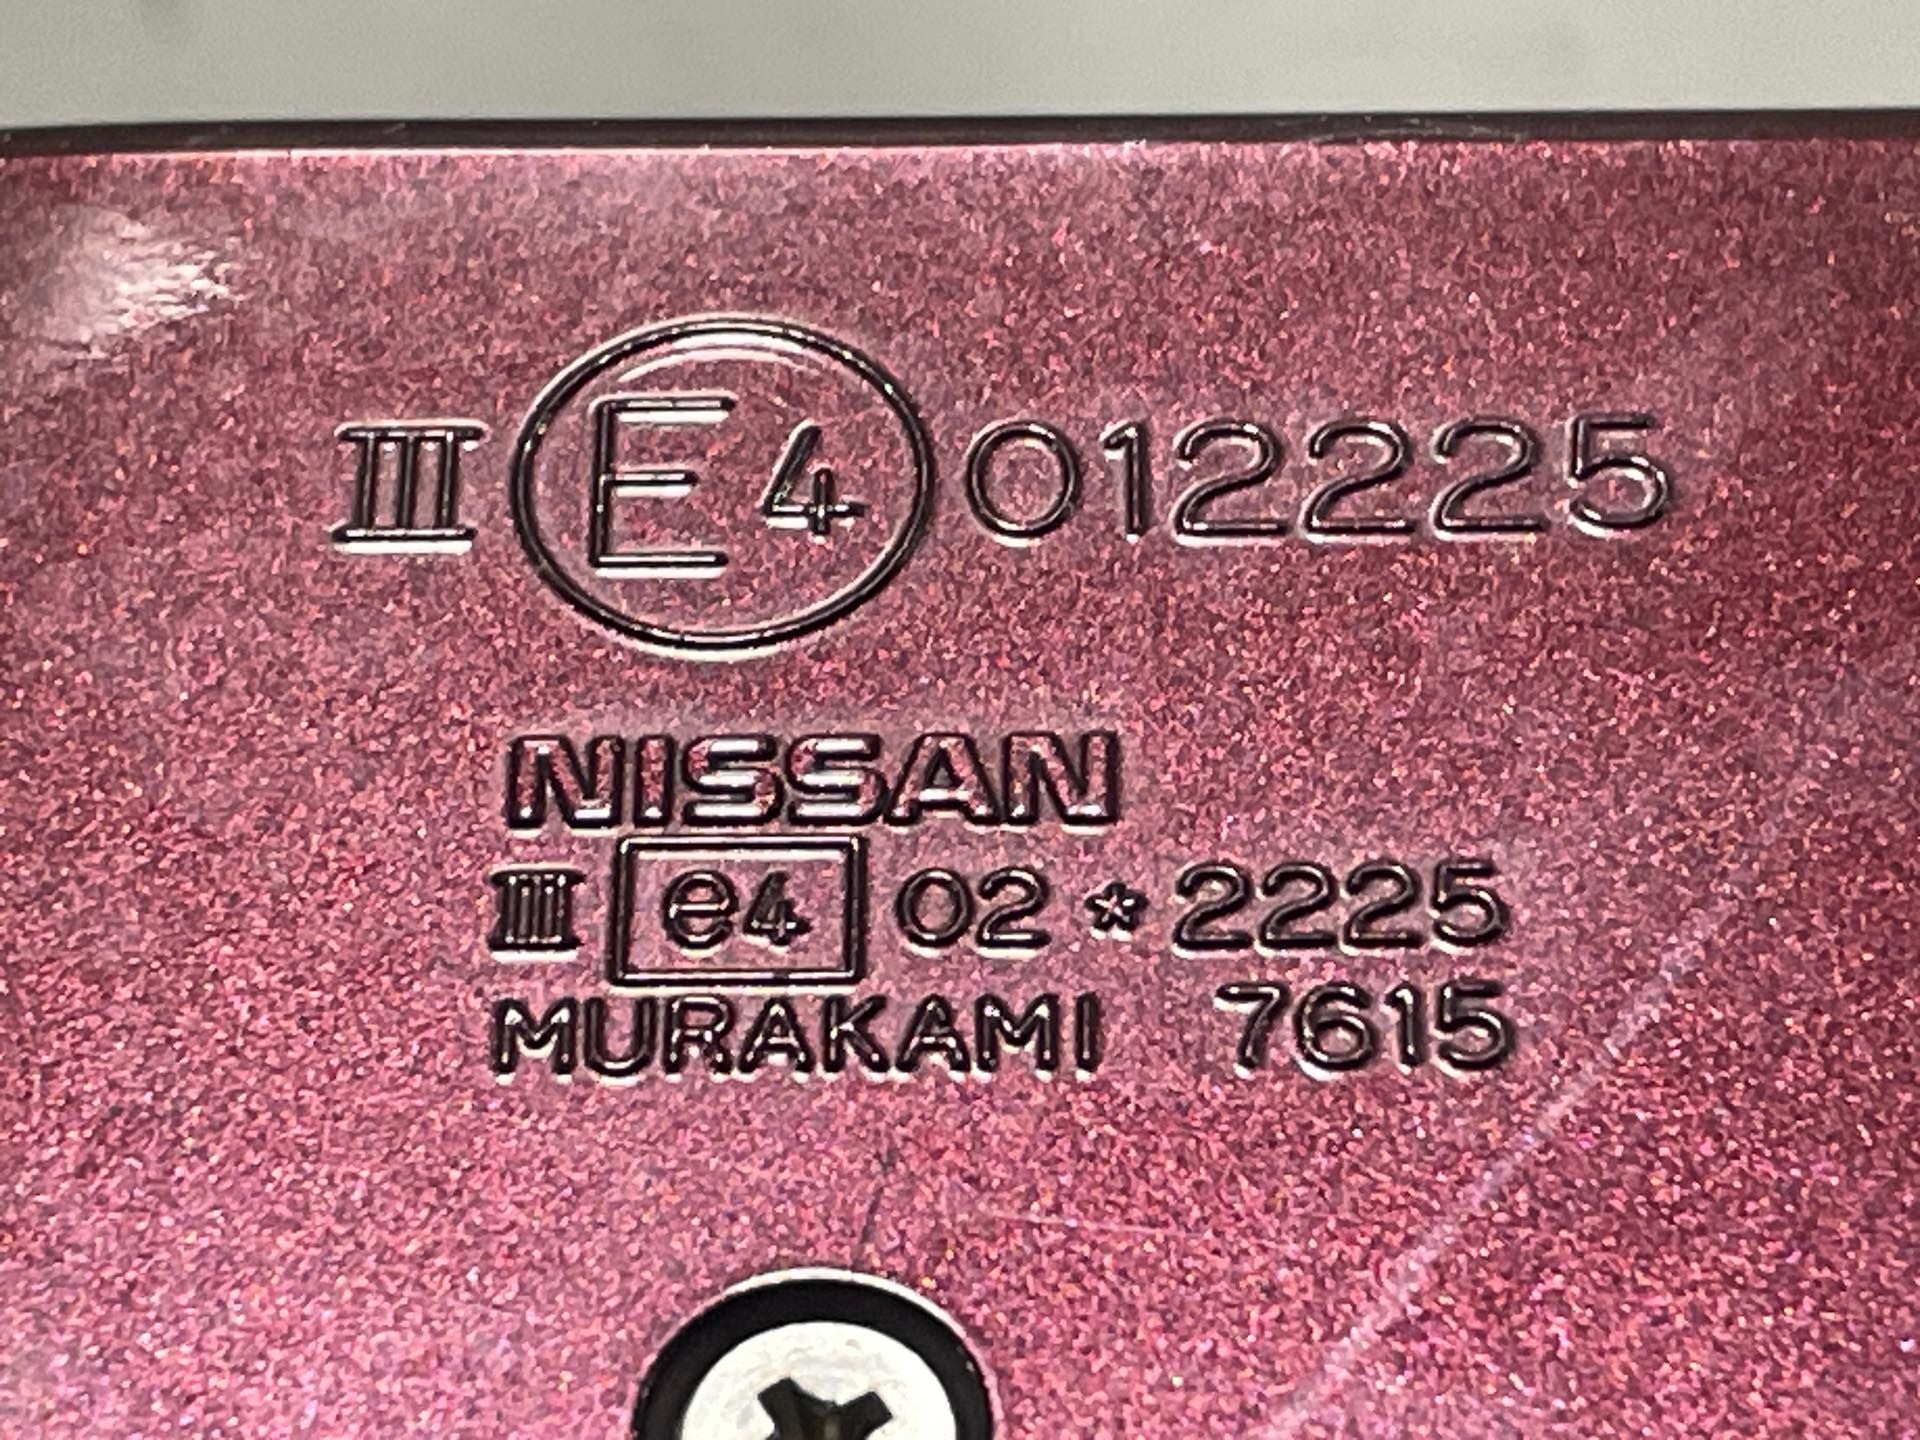 III E4 012225
NISSAN
III e4 02*2225
MURAKAMI 7615